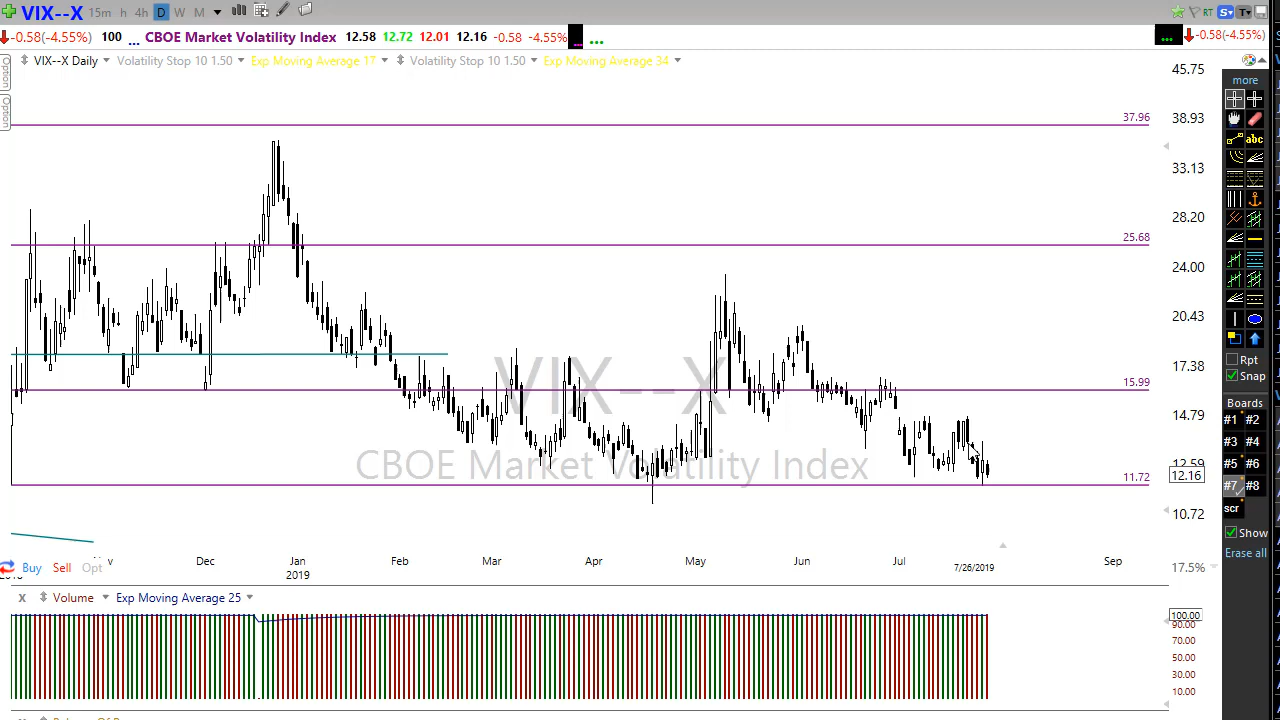 VIX--X 15m h 4h D W M RT S T
-0.58(-4.55%) 100 ... CBOE Market Volatility Index 12.58 12.72 12.01 12.16 -0.58 -4.55% ... ... -0.58(-4.55%)
VIX--X Daily Volatility Stop 10 1.50 Exp Moving Average 17 Volatility Stop 10 1.50 Exp Moving Average 34
Option
Option
45.75
37.96
38.93
33.13
28.20
25.68
24.00
20.43
17.38
15.99
14.79
12.59
12.16
11.72
10.72
VIX--X
CBOE Market Volatility Index
Dec Jan Feb Mar Apr May Jun Jul Sep
2019 7/26/2019
Buy Sell Opt 17.5%
X Volume Exp Moving Average 25
100.00
90.00
70.00
50.00
30.00
10.00
more
abc
Rpt
Snap
Boards
#1 #2
#3 #4
#5 #6
#7 #8
scr
Show
Erase all